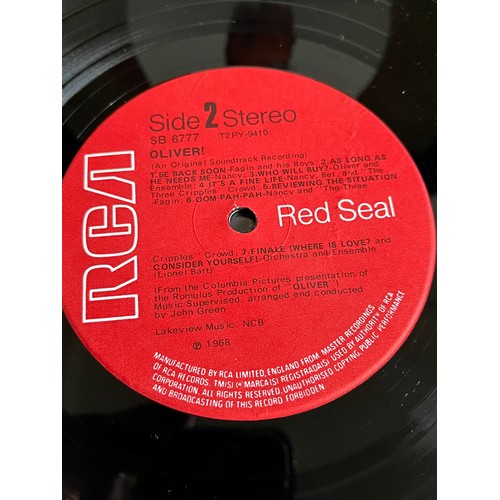 RCA
Side 2 Stereo
SB 6777 T2PY-9410
OLIVER!
(An Original Soundtrack Recording)
1.BE BACK SOON-Fagin and his Boys 2.AS LONG AS
HE NEEDS ME-Nancy 3.WHO WILL BUY?-Oliver and
Ensemble 4.IT'S A FINE LIFE-Nancy, Bet, and "The
Three Cripples" Crowd 5.REVIEWING THE SITUATION
-Fagin 6.OOM-PAH-PAH-Nancy and "The Three
Red Seal
Cripples" Crowd 7.FINALE (WHERE IS LOVE? and
CONSIDER YOURSELF)-Orchestra and Ensemble
(Lionel Bart)
(From the Columbia Pictures presentation of
the Romulus Production of "OLIVER")
Music Supervised, arranged and conducted
by John Green
Lakeview Music NCB
℗ 1968
MANUFACTURED BY RCA LIMITED, ENGLAND FROM MASTER RECORDINGS
OF RCA RECORDS, TM(S) ® MARCA(S) REGISTRADA(S) USED BY AUTHORITY OF RCA
CORPORATION. ALL RIGHTS RESERVED. UNAUTHORISED COPYING, PUBLIC PERFORMANCE
AND BROADCASTING OF THIS RECORD FORBIDDEN